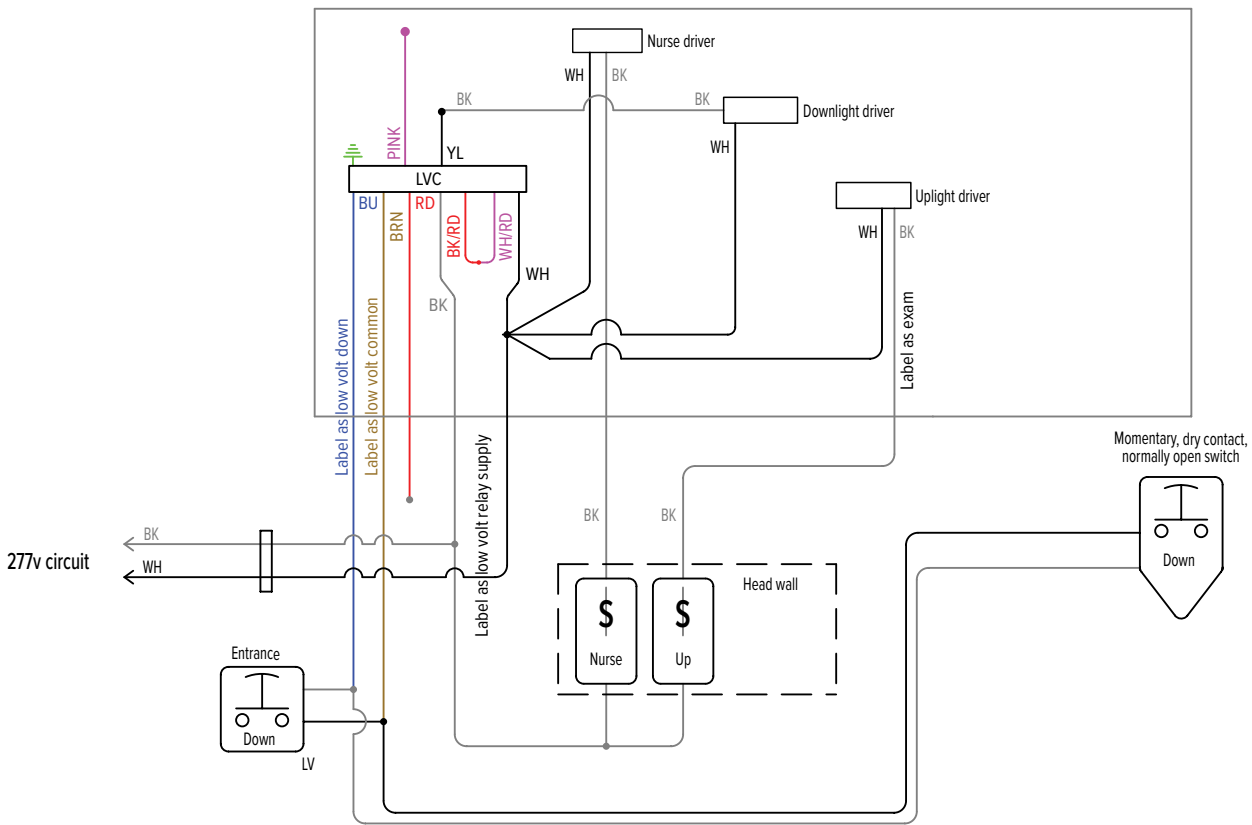 Nurse driver
WH
BK
BK
BK
Downlight driver
PINK
YL
WH
LVC
Uplight driver
BU
BRN
RD
BK/RD
WH/RD
WH
BK
WH
BK
Label as low volt down
Label as low volt common
Label as exam
Label as low volt relay supply
Momentary, dry contact,
normally open switch
BK
BK
BK
277v circuit
WH
Down
Head wall
$
$
Nurse
Up
Entrance
Down
LV